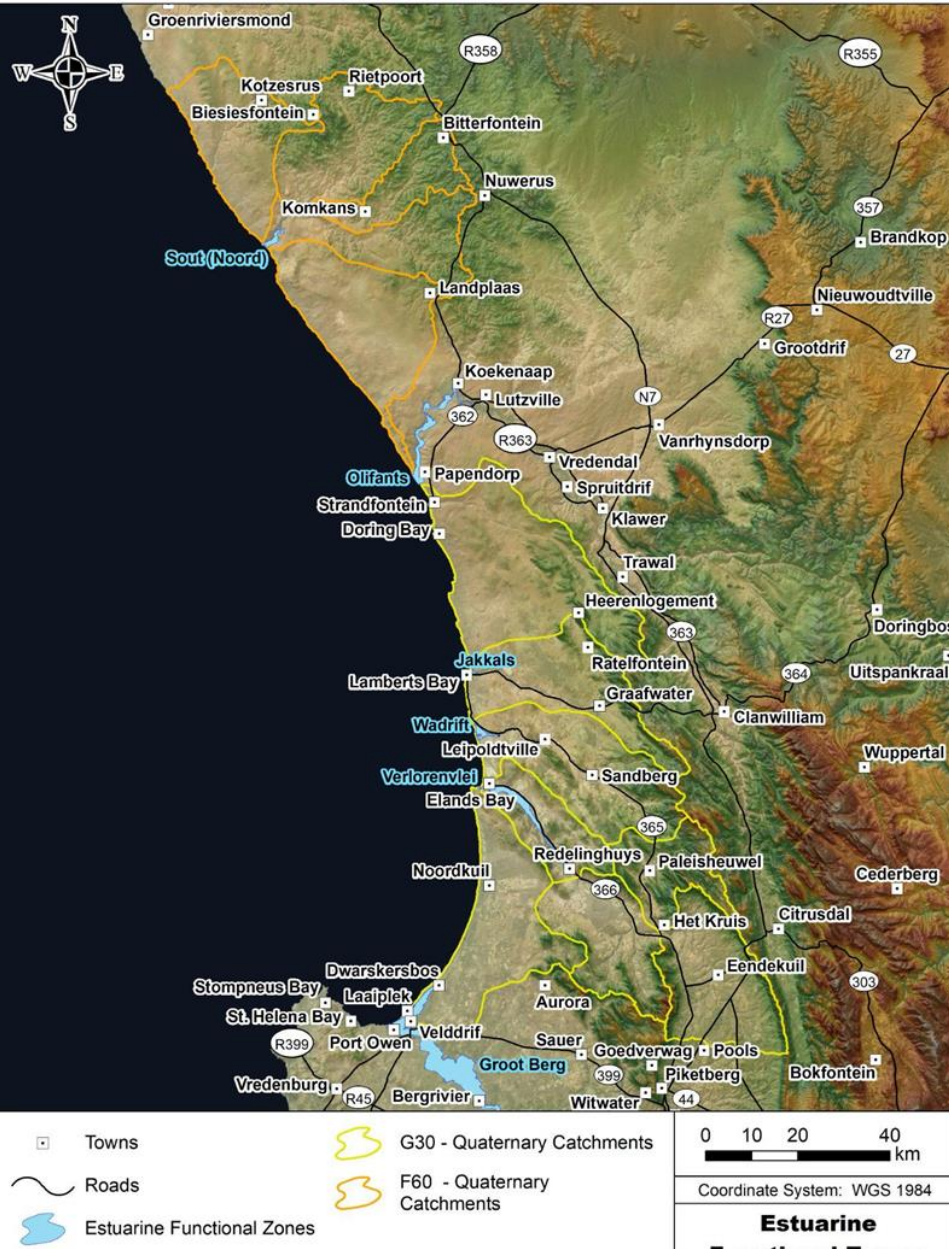 Groenriviersmond
N
W
E
S
R358
R355
Kotzesrus
Rietpoort
Biesiesfontein
Bitterfontein
Nuwerus
Komkans
357
Brandkop
Sout (Noord)
Landplaas
Nieuwoudtville
R27
Grootdrif
27
Koekenaap
Lutzville
N7
362
R363
Vanrhynsdorp
Vredendal
Olifants
Papendorp
Spruitdrif
Strandfontein
Klawer
Doring Bay
Trawal
Heerenlogement
363
Doringbos
Jakkals
Ratelfontein
364
Uitspankraal
Lamberts Bay
Graafwater
Clanwilliam
Wadrift
Leipoldtville
Wuppertal
Verlorenvlei
Sandberg
Elands Bay
365
Redelinghuys
Paleisheuwel
Noordkuil
366
Cederberg
Het Kruis
Citrusdal
Dwarskersbos
Eendekuil
Stompneus Bay
Laaiplek
Aurora
303
St. Helena Bay
Velddrif
R399
Port Owen
Sauer
Goedverwag
Pools
Groot Berg
399
Piketberg
Bokfontein
Vredenburg
R45
Bergrivier
Witwater
44
Towns
Roads
Estuarine Functional Zones
G30 - Quaternary Catchments
F60 - Quaternary
Catchments
0 10 20 40
km
Coordinate System: WGS 1984
Estuarine
Functional Zones